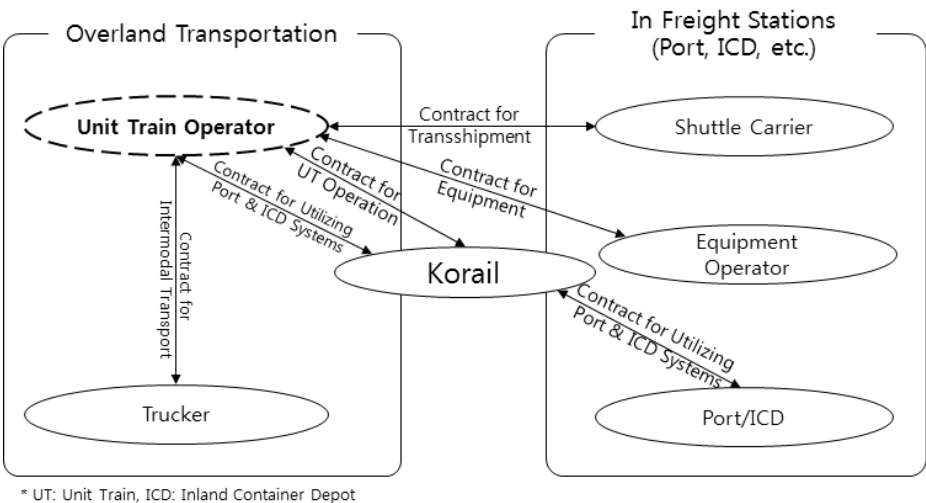 Overland Transportation
In Freight Stations
(Port, ICD, etc.)
Unit Train Operator
Contract for
Transshipment
Shuttle Carrier
Contract for
UT Operation
Contract for
Equipment
Contract for Utilizing
Port & ICD Systems
Contract for
Intermodal Transport
Korail
Equipment
Operator
Contract for Utilizing
Port & ICD Systems
Trucker
Port/ICD
* UT: Unit Train, ICD: Inland Container Depot